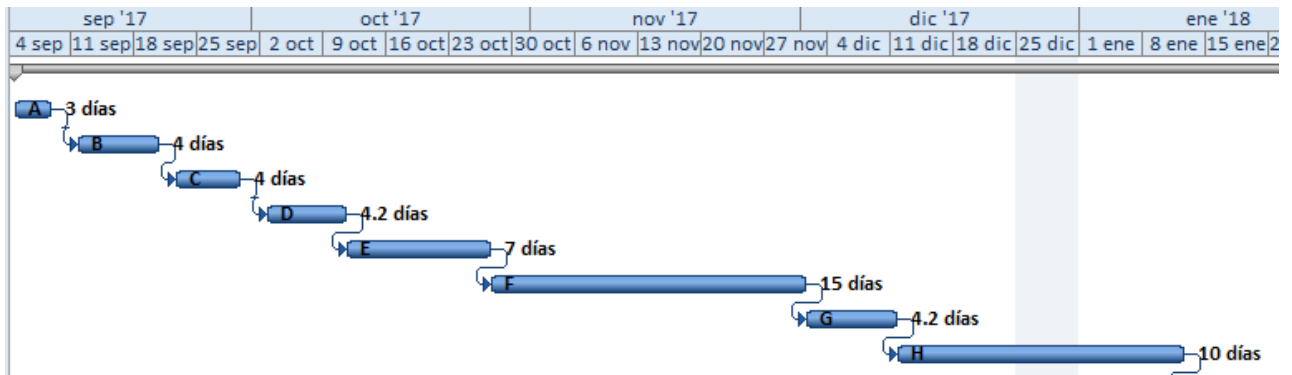 sep '17 oct '17 nov '17 dic '17 ene '18
4 sep 11 sep 18 sep 25 sep 2 oct 9 oct 16 oct 23 oct 30 oct 6 nov 13 nov 20 nov 27 nov 4 dic 11 dic 18 dic 25 dic 1 ene 8 ene 15 ene 2
A 3 días
B 4 días
C 4 días
D 4.2 días
E 7 días
F 15 días
G 4.2 días
H 10 días